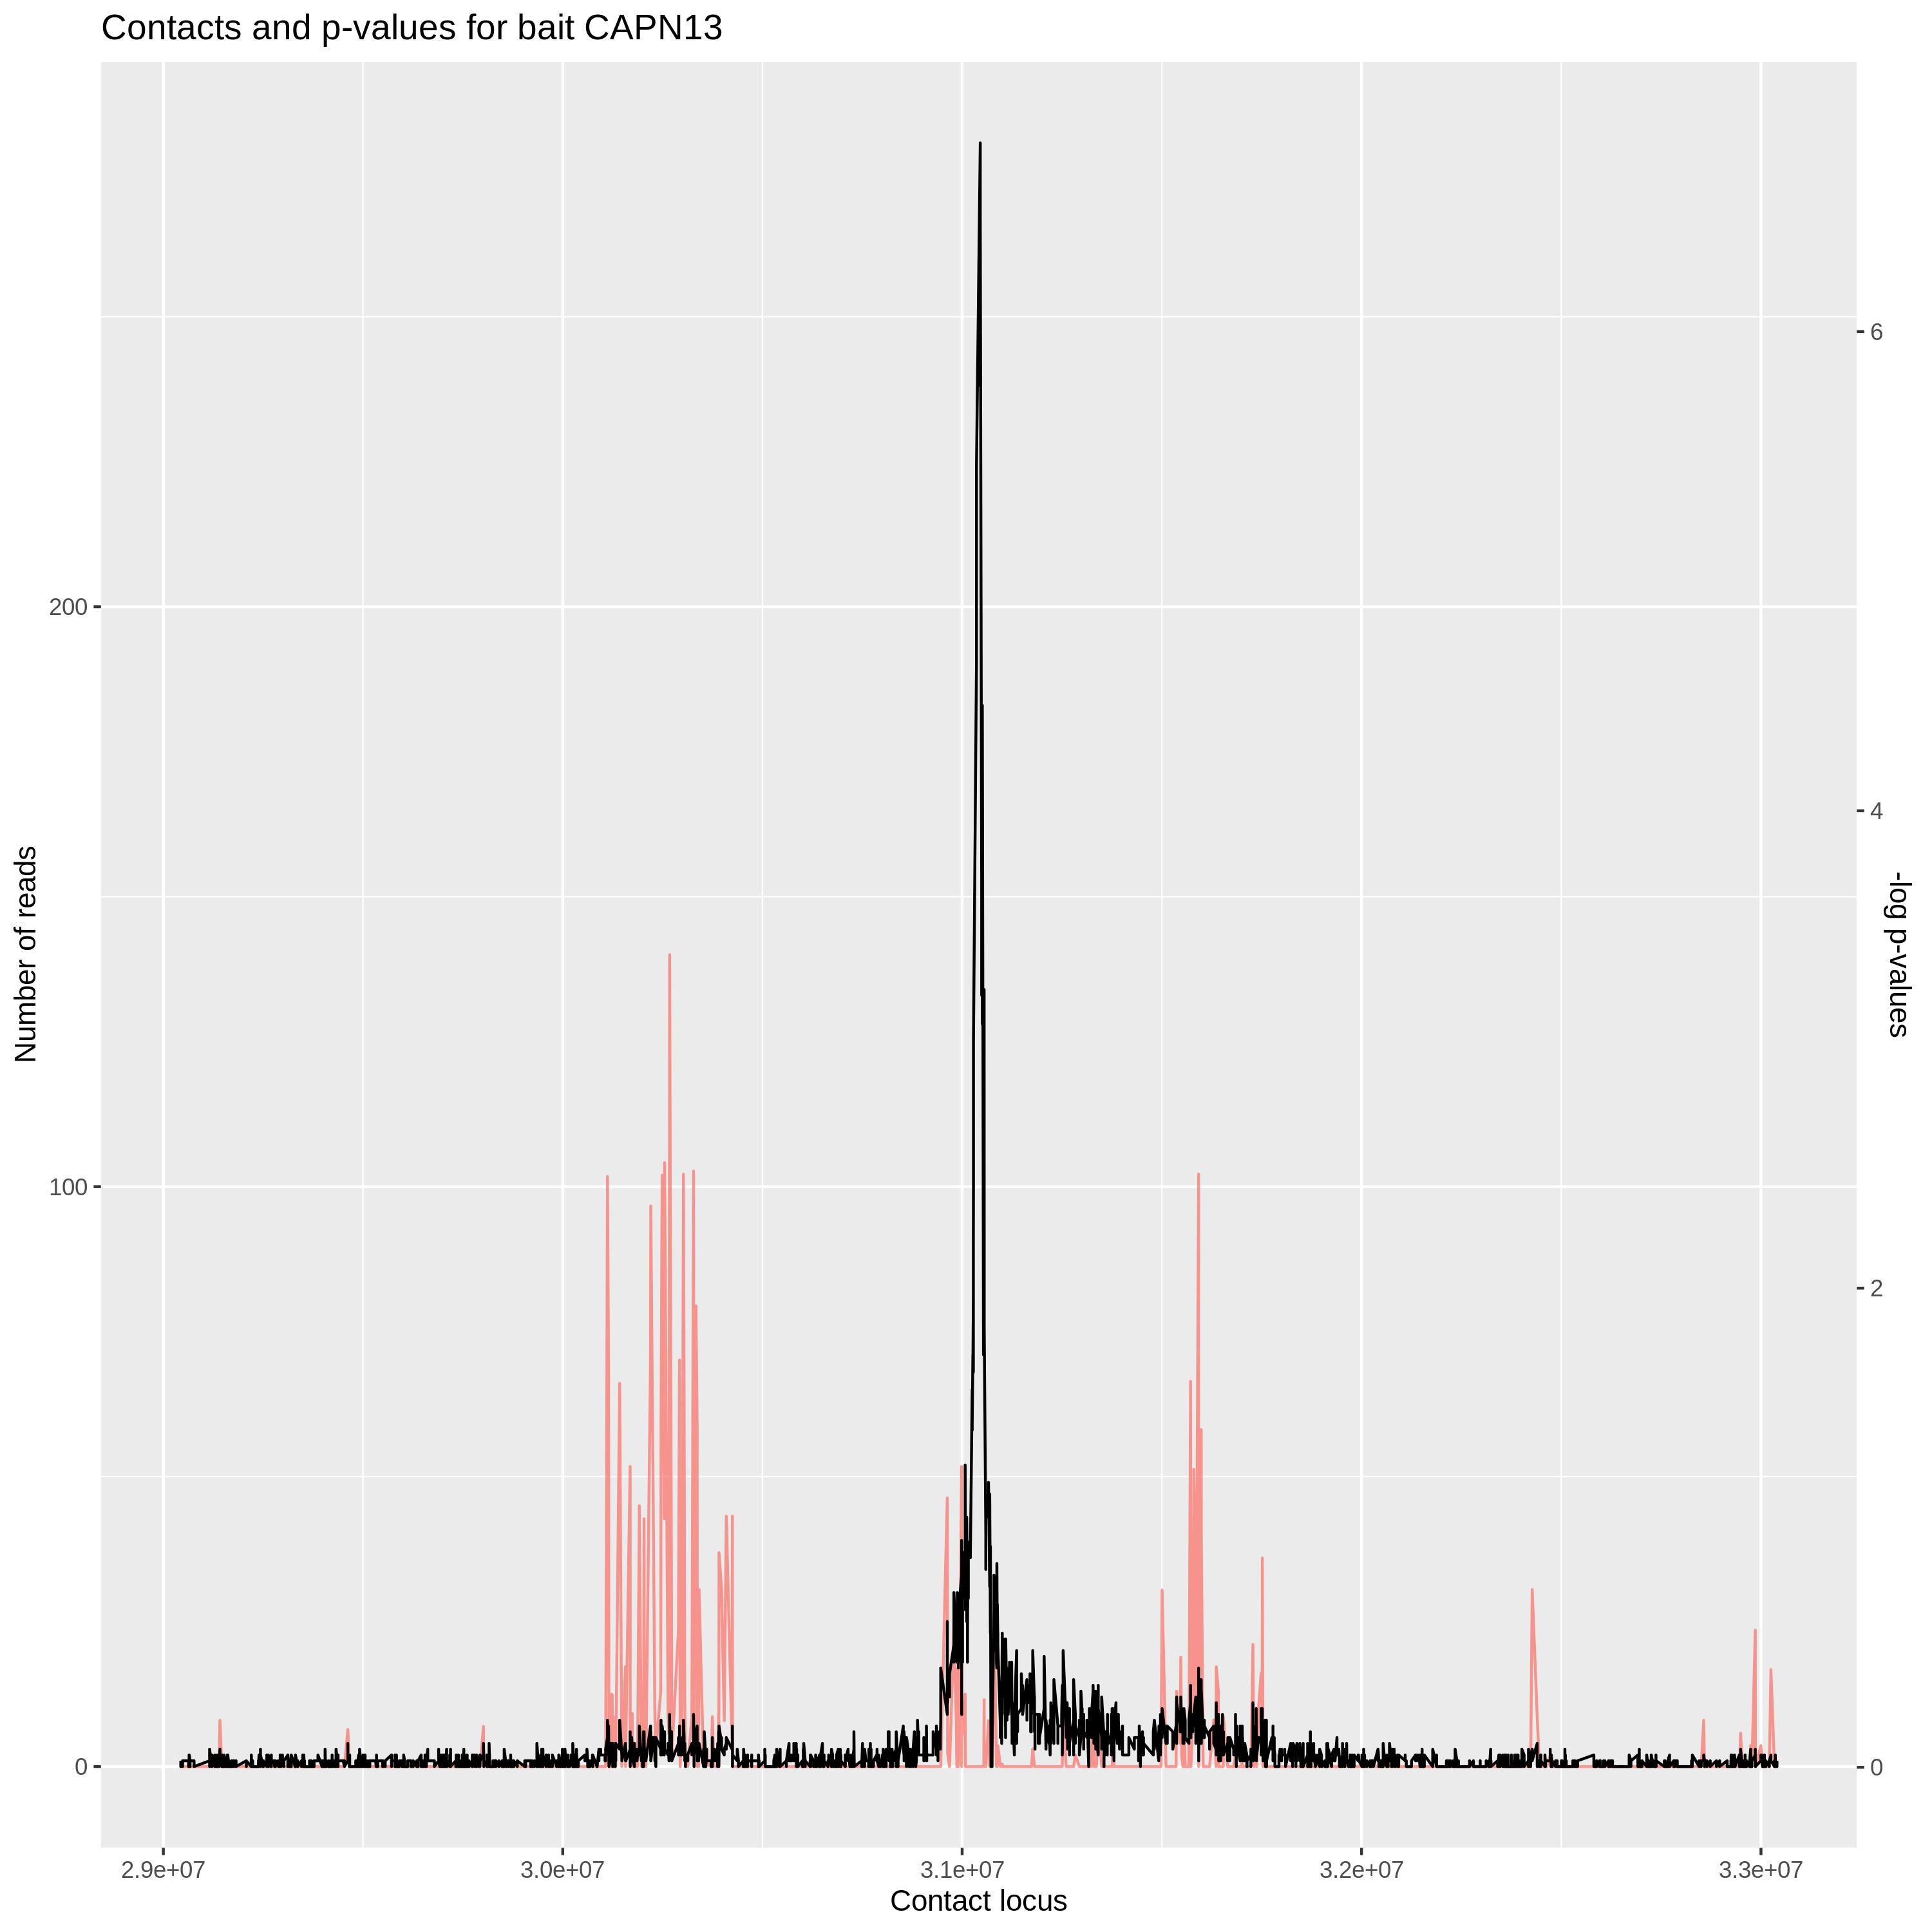 Contacts and p-values for bait CAPN13
Number of reads
200
100
0
6
4
2
0
-log p-values
2.9e+07 3.0e+07 3.1e+07 3.2e+07 3.3e+07
Contact locus